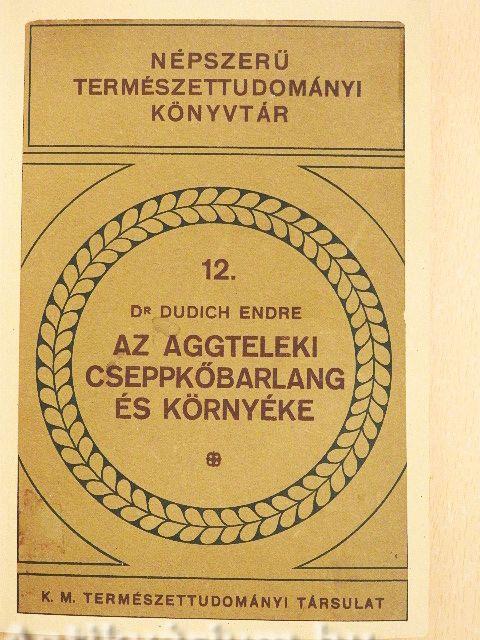 NÉPSZERŰ
TERMÉSZETTUDOMÁNYI
KÖNYVTÁR
12.
DR DUDICH ENDRE
AZ AGGTELEKI
CSEPPKŐBARLANG
ÉS KÖRNYÉKE
K. M. TERMÉSZETTUDOMÁNYI TÁRSULAT